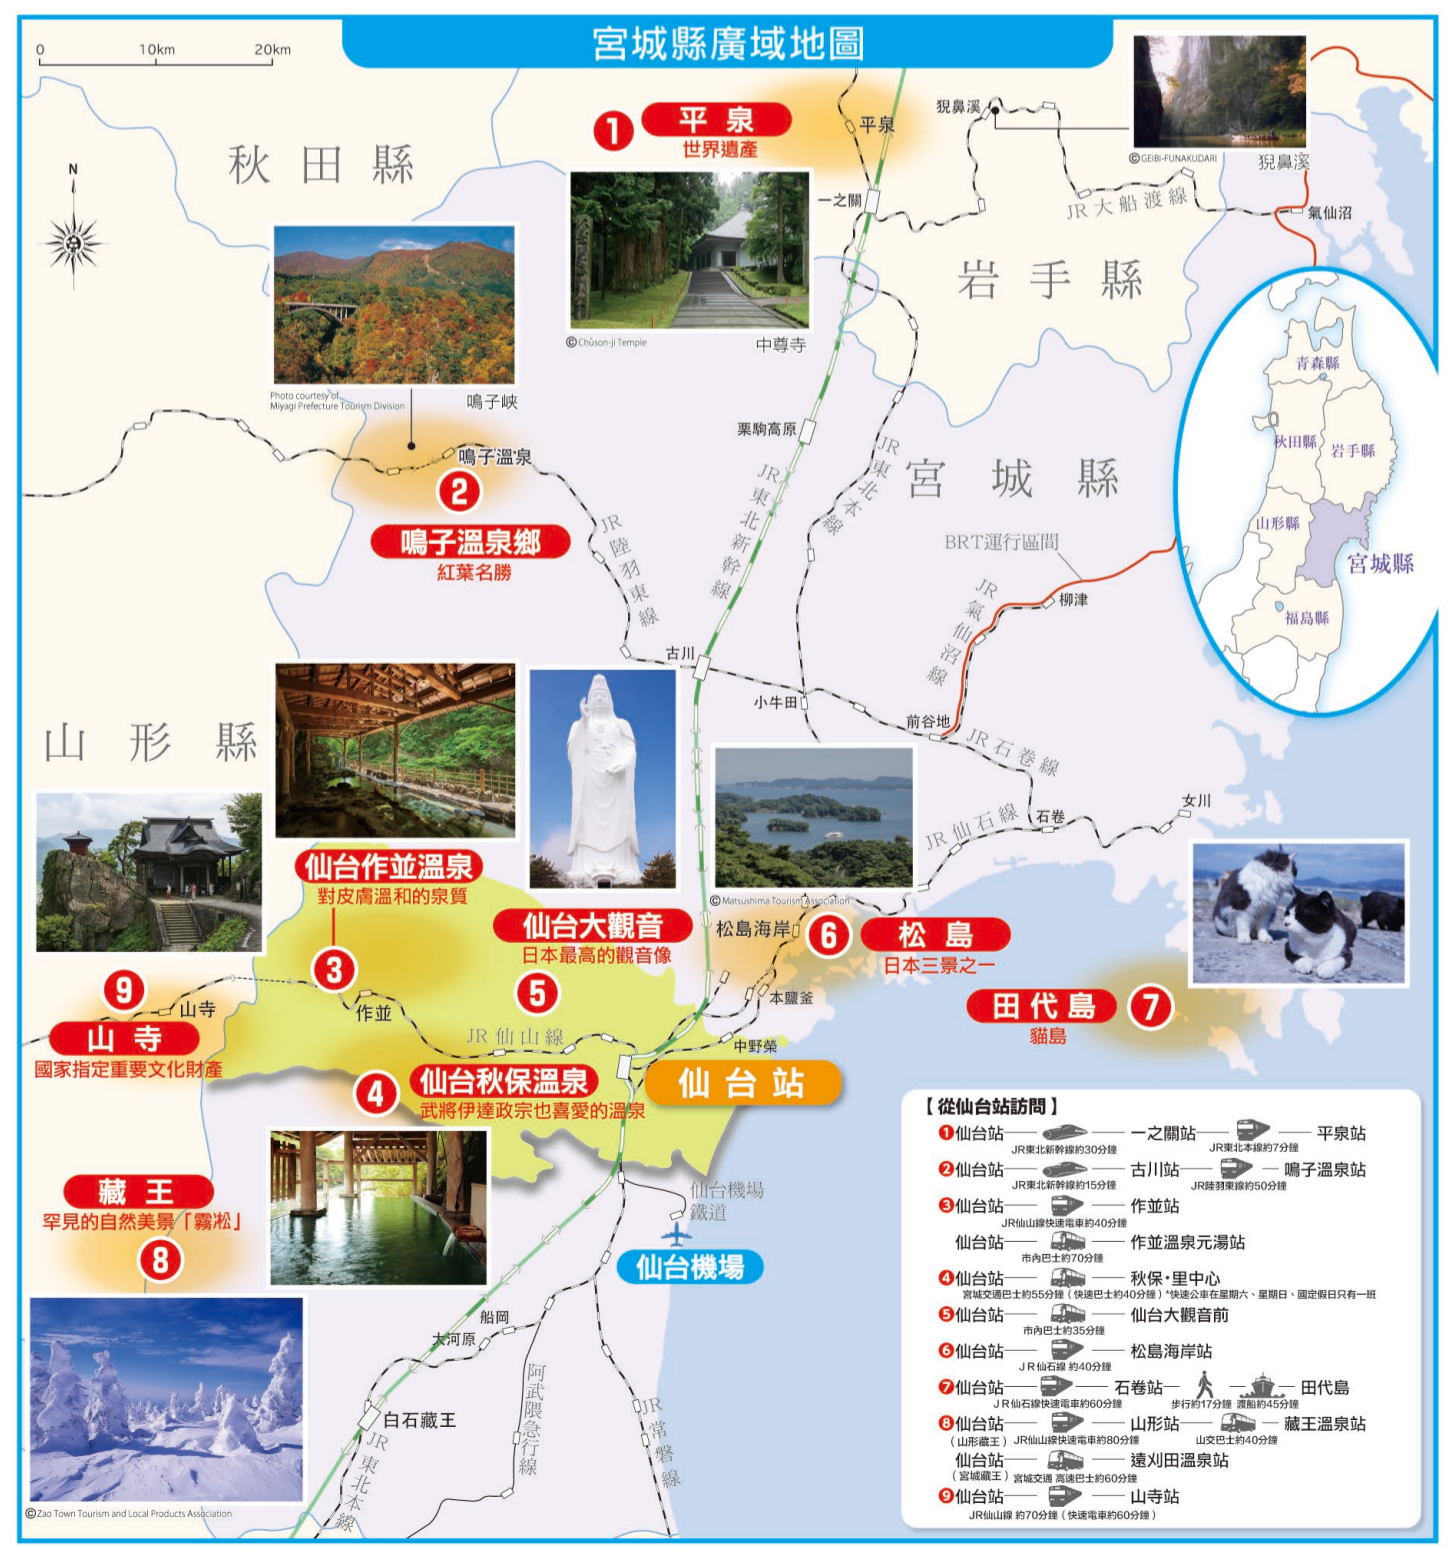 宮城縣廣域地圖
0 10km 20km
N
秋田縣
岩手縣
宮城縣
山形縣
1 平泉
世界遺產
平泉
一之關
猊鼻溪
©GEIBI-FUNAKUDARI
猊鼻溪
JR大船渡線
氣仙沼
©Chūson-ji Temple
中尊寺
Photo courtesy of
Miyagi Prefecture Tourism Division
鳴子峽
鳴子溫泉
2
鳴子溫泉鄉
紅葉名勝
栗駒高原
JR東北新幹線
JR東北本線
JR陸羽東線
BRT運行區間
JR氣仙沼線
柳津
青森縣
秋田縣
岩手縣
山形縣
宮城縣
福島縣
古川
小牛田
前谷地
JR石卷線
JR仙石線
石卷
女川
仙台作並溫泉
對皮膚溫和的泉質
3
仙台大觀音
日本最高的觀音像
5
©Matsushima Tourism Association
松島海岸
6 松島
日本三景之一
田代島 7
貓島
9
山寺
山寺
國家指定重要文化財產
作並
JR仙山線
本鹽釜
中野榮
4 仙台秋保溫泉
武將伊達政宗也喜愛的溫泉
仙台站
藏王
罕見的自然美景「霧凇」
8
仙台機場
鐵道
仙台機場
船岡
大河原
白石藏王
JR東北本線
阿武隈急行線
JR常磐線
©Zao Town Tourism and Local Products Association
【從仙台站訪問】
1仙台站 一之關站 平泉站
JR東北新幹線約30分鐘 JR東北本線約7分鐘
2仙台站 古川站 鳴子溫泉站
JR東北新幹線約15分鐘 JR陸羽東線約50分鐘
3仙台站 作並站
JR仙山線快速電車約40分鐘
仙台站 作並溫泉元湯站
市內巴士約70分鐘
4仙台站 秋保・里中心
宮城交通巴士約55分鐘（快速巴士約40分鐘）*快速公車在星期六、星期日、國定假日只有一班
5仙台站 仙台大觀音前
市內巴士約35分鐘
6仙台站 松島海岸站
JR仙石線 約40分鐘
7仙台站 石卷站 田代島
JR仙石線快速電車約60分鐘 步行約17分鐘 渡船約45分鐘
8仙台站 山形站 藏王溫泉站
（山形藏王） JR仙山線快速電車約80分鐘 山交巴士約40分鐘
仙台站 遠刈田溫泉站
（宮城藏王） 宮城交通 高速巴士約60分鐘
9仙台站 山寺站
JR仙山線 約70分鐘（快速電車約60分鐘）